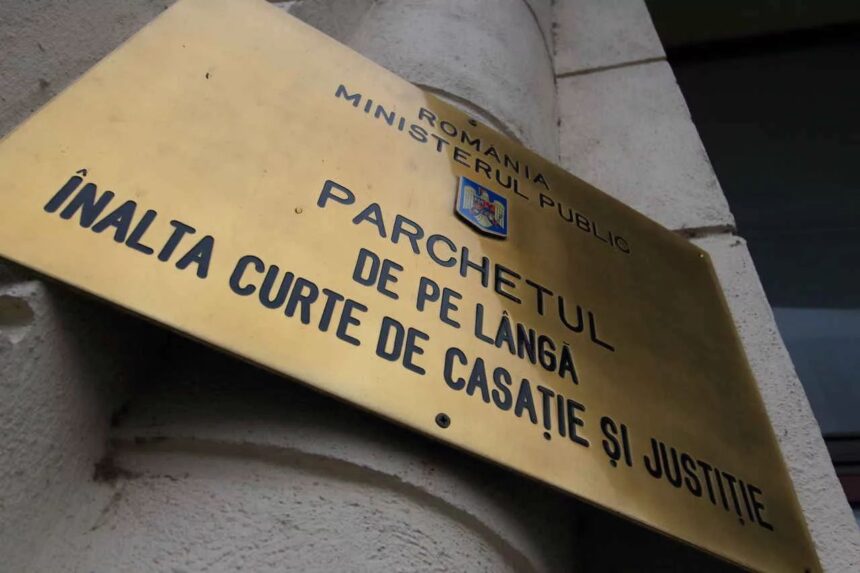 ROMANIA
MINISTERUL PUBLIC
PARCHETUL
DE PE LÂNGĂ
ÎNALTA CURTE DE CASAȚIE ȘI JUSTIȚIE